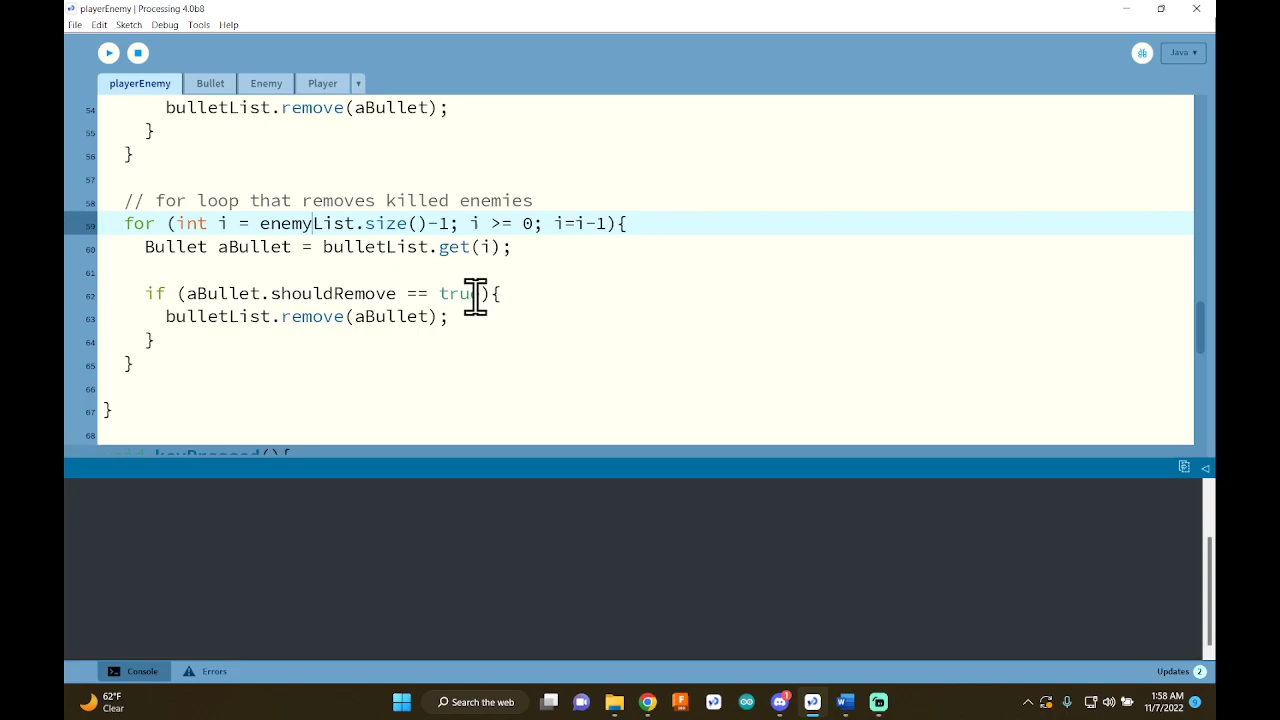 playerEnemy | Processing 4.0b8
File Edit Sketch Debug Tools Help
Java ▾
playerEnemy Bullet Enemy Player ▾
54 bulletList.remove(aBullet);
55 }
56 }
57
58 // for loop that removes killed enemies
59 for (int i = enemyList.size()-1; i >= 0; i=i-1){
60 Bullet aBullet = bulletList.get(i);
61
62 if (aBullet.shouldRemove == true){
63 bulletList.remove(aBullet);
64 }
65 }
66
67 }
68
void keyPressed(){
Console Errors Updates 2
62°F
Clear
Search the web
1
1:58 AM
11/7/2022
9